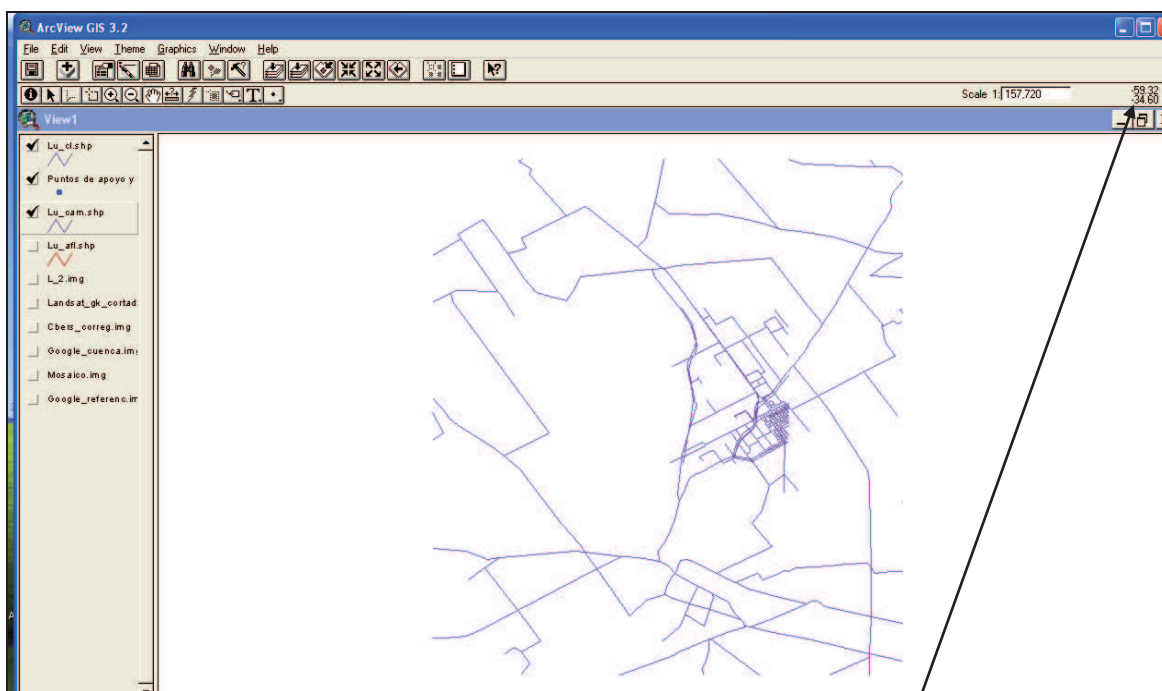 ArcView GIS 3.2
File Edit View Theme Graphics Window Help
Scale 1: 157,720
-59.32
-34.60
View1
Lu_cl.shp
Puntos de apoyo y
Lu_cam.shp
Lu_afl.shp
L_2.img
Landsat_gk_cortad
Cbers_correg.img
Google_cuenca.im
Mosaico.img
Google_referenc.im